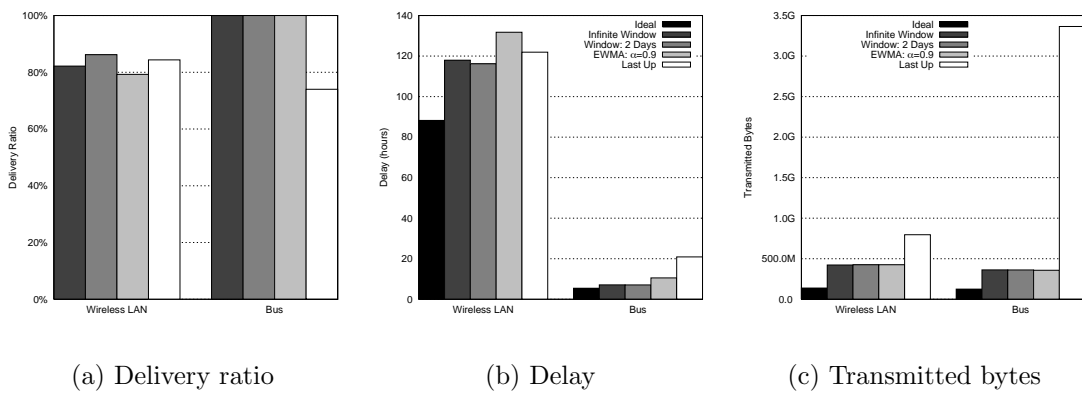 100%
80%
60%
40%
20%
0%
Delivery Ratio
Wireless LAN
Bus
(a) Delivery ratio
140
120
100
80
60
40
20
0
Delay (hours)
Ideal
Infinite Window
Window: 2 Days
EWMA: α=0.9
Last Up
Wireless LAN
Bus
(b) Delay
3.5G
3.0G
2.5G
2.0G
1.5G
1.0G
500.0M
0.0
Transmitted Bytes
Ideal
Infinite Window
Window: 2 Days
EWMA: α=0.9
Last Up
Wireless LAN
Bus
(c) Transmitted bytes